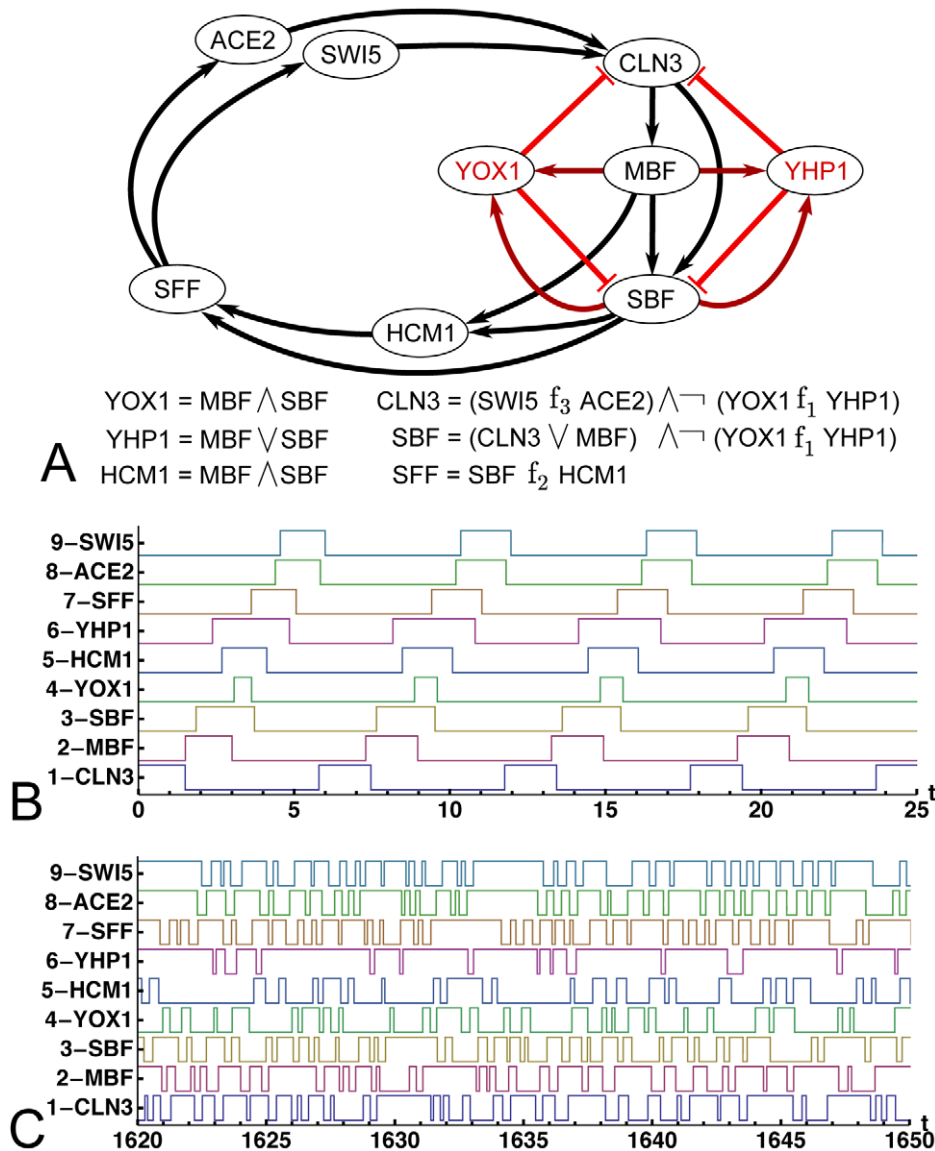 ACE2
SWI5
CLN3
YOX1
MBF
YHP1
SFF
SBF
HCM1
YOX1 = MBF ⋀ SBF
CLN3 = (SWI5 f₃ ACE2) ⋀¬ (YOX1 f₁ YHP1)
YHP1 = MBF ⋁ SBF
SBF = (CLN3 ⋁ MBF) ⋀¬ (YOX1 f₁ YHP1)
A
HCM1 = MBF ⋀ SBF
SFF = SBF f₂ HCM1
9–SWI5
8–ACE2
7–SFF
6–YHP1
5–HCM1
4–YOX1
3–SBF
2–MBF
1–CLN3
B
0 5 10 15 20 25
t
9–SWI5
8–ACE2
7–SFF
6–YHP1
5–HCM1
4–YOX1
3–SBF
2–MBF
1–CLN3
C
1620 1625 1630 1635 1640 1645 1650
t